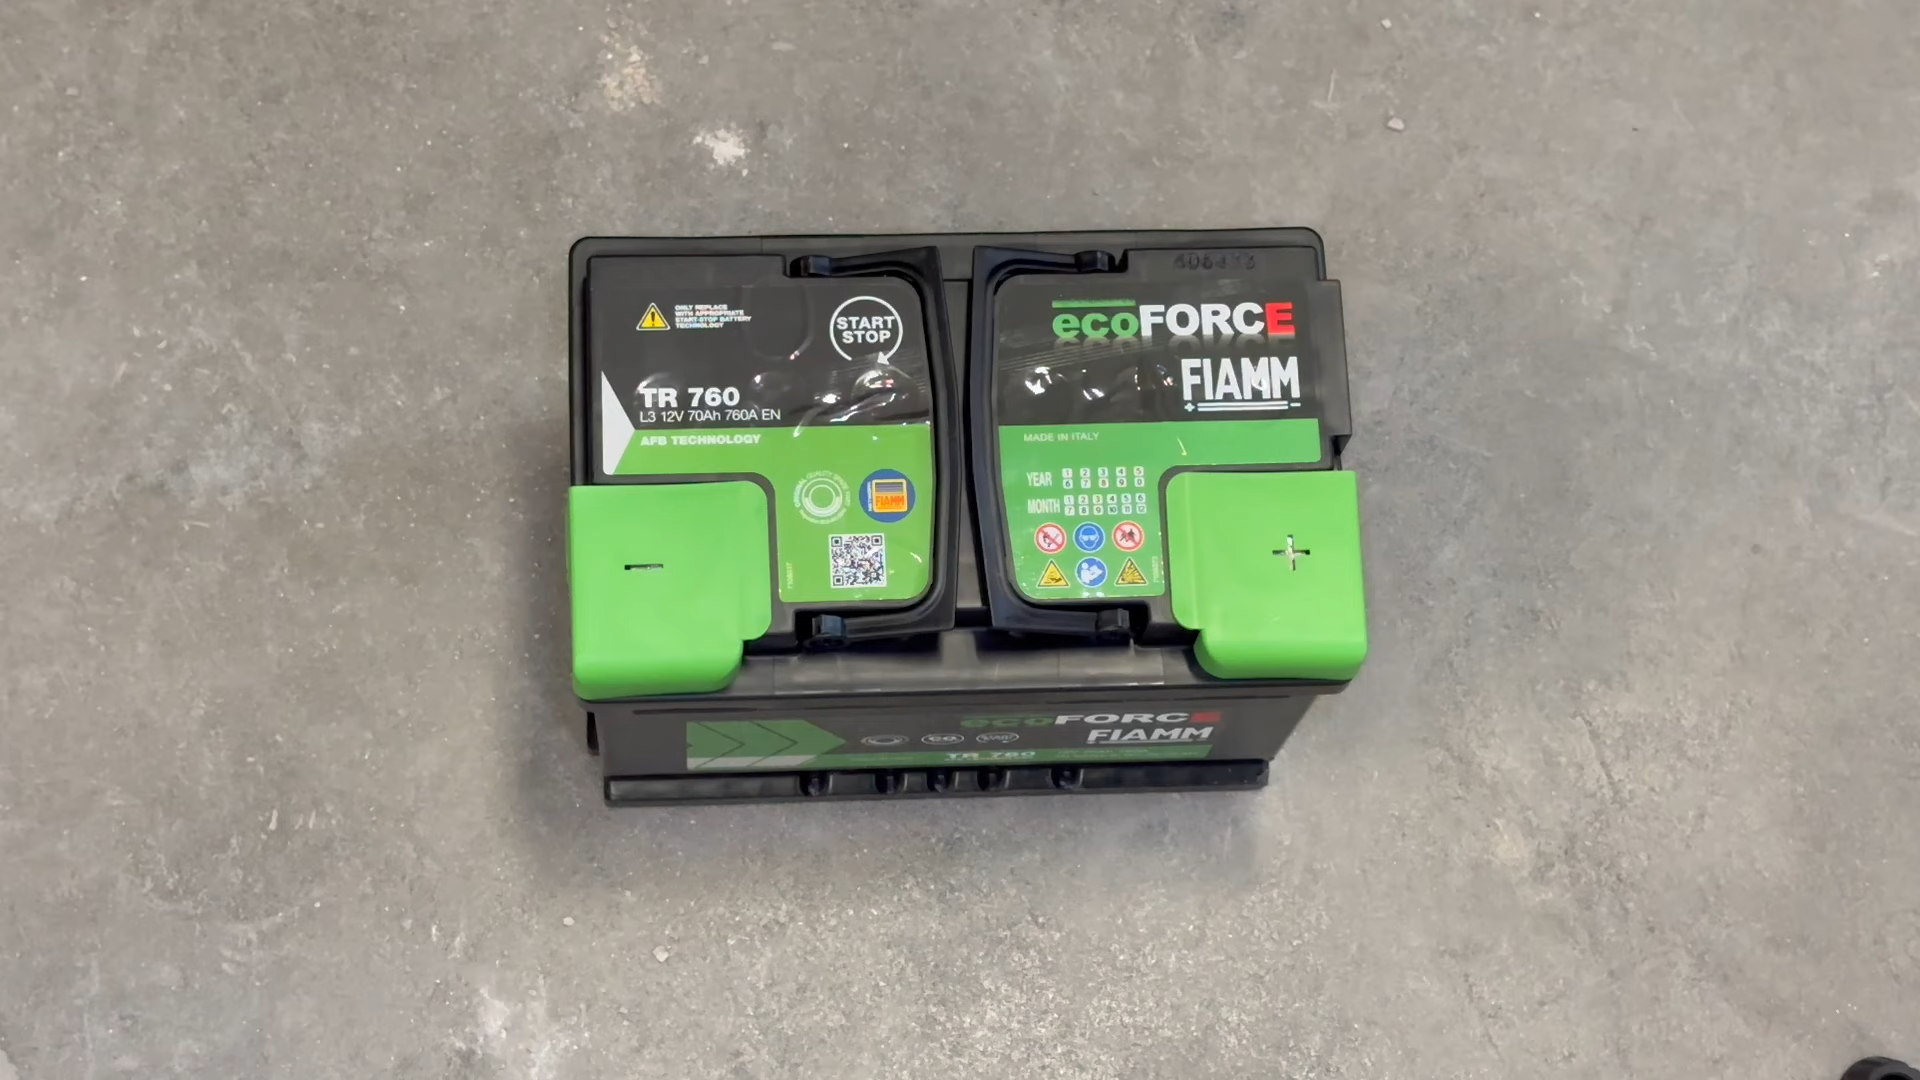 ONLY REPLACE
WITH APPROPRIATE
START-STOP BATTERY
TECHNOLOGY
START
STOP
TR 760
L3 12V 70Ah 760A EN
AFB TECHNOLOGY
FIAMM
-
ecoFORCE
FIAMM
+ -
MADE IN ITALY
YEAR 1 2 3 4 5
6 7 8 9 0
MONTH 1 2 3 4 5 6
7 8 9 10 11 12
+
ecoFORCE
FIAMM
TR 760